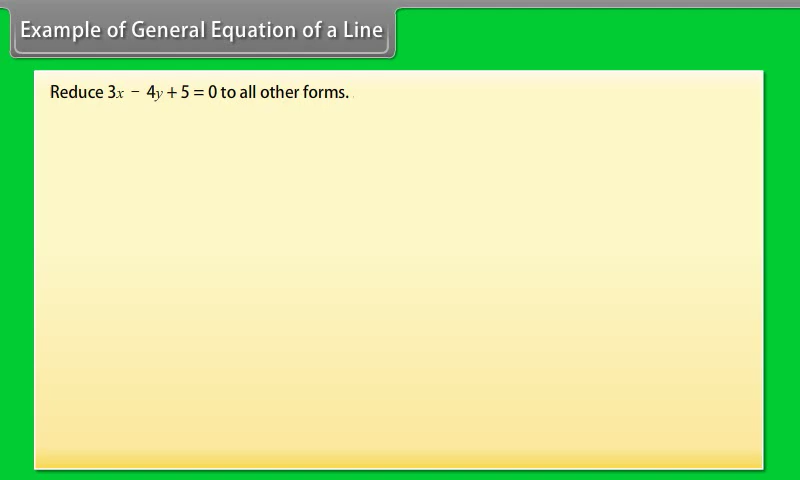 Example of General Equation of a Line
Reduce 3x − 4y + 5 = 0 to all other forms.